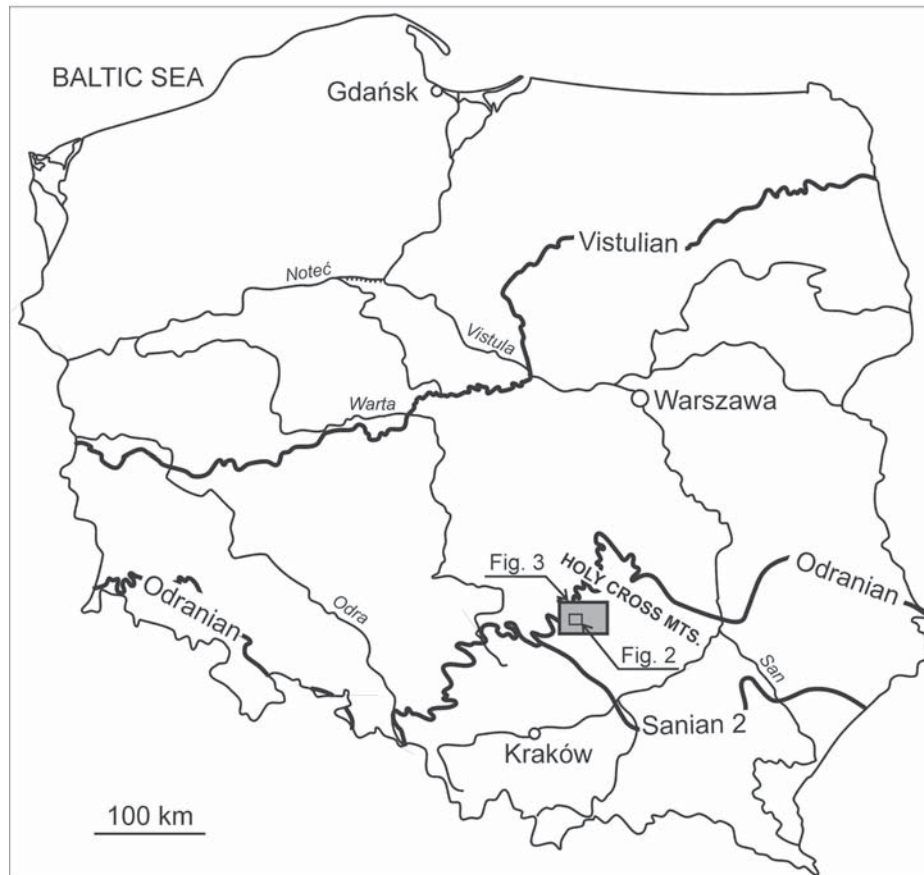 BALTIC SEA
Gdańsk
Vistulian
Noteć
Vistula
Warszawa
Warta
Fig. 3
HOLY CROSS MTS.
Odranian
Odranian
Odra
Fig. 2
San
Sanian 2
Kraków
100 km